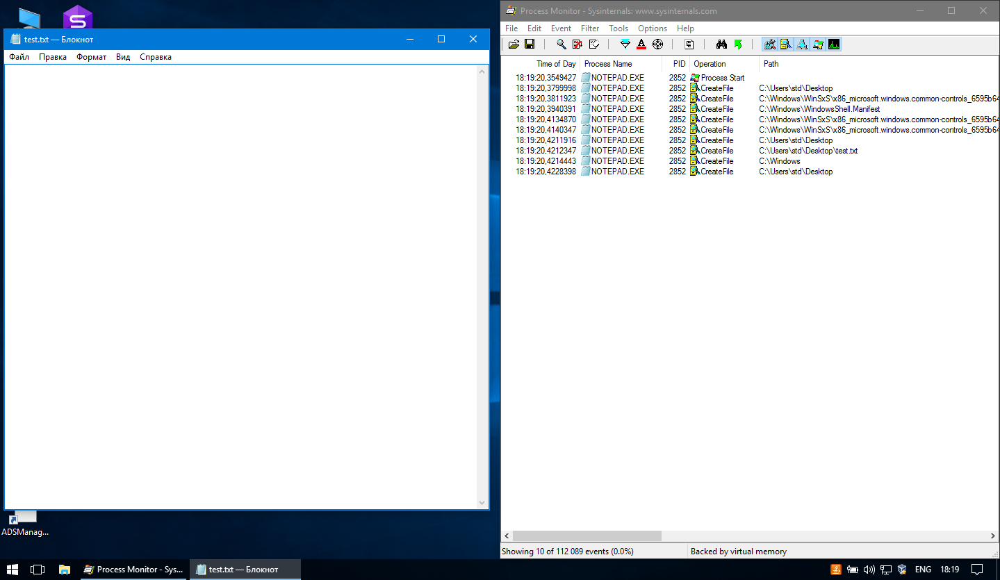 test.txt — Блокнот
Файл Правка Формат Вид Справка
ADSManag...
Process Monitor - Sysinternals: www.sysinternals.com
File Edit Event Filter Tools Options Help
Time of Day Process Name PID Operation Path
18:19:20,3549427 NOTEPAD.EXE 2852 Process Start
18:19:20,3799998 NOTEPAD.EXE 2852 CreateFile C:\Users\std\Desktop
18:19:20,3811923 NOTEPAD.EXE 2852 CreateFile C:\Windows\WinSxS\x86_microsoft.windows.common-controls_6595b64
18:19:20,3940391 NOTEPAD.EXE 2852 CreateFile C:\Windows\WindowsShell.Manifest
18:19:20,4134870 NOTEPAD.EXE 2852 CreateFile C:\Windows\WinSxS\x86_microsoft.windows.common-controls_6595b64
18:19:20,4140347 NOTEPAD.EXE 2852 CreateFile C:\Windows\WinSxS\x86_microsoft.windows.common-controls_6595b64
18:19:20,4211916 NOTEPAD.EXE 2852 CreateFile C:\Users\std\Desktop
18:19:20,4212347 NOTEPAD.EXE 2852 CreateFile C:\Users\std\Desktop\test.txt
18:19:20,4214443 NOTEPAD.EXE 2852 CreateFile C:\Windows
18:19:20,4228398 NOTEPAD.EXE 2852 CreateFile C:\Users\std\Desktop
Showing 10 of 112 089 events (0.0%) Backed by virtual memory
Process Monitor - Sys... test.txt — Блокнот ENG 18:19